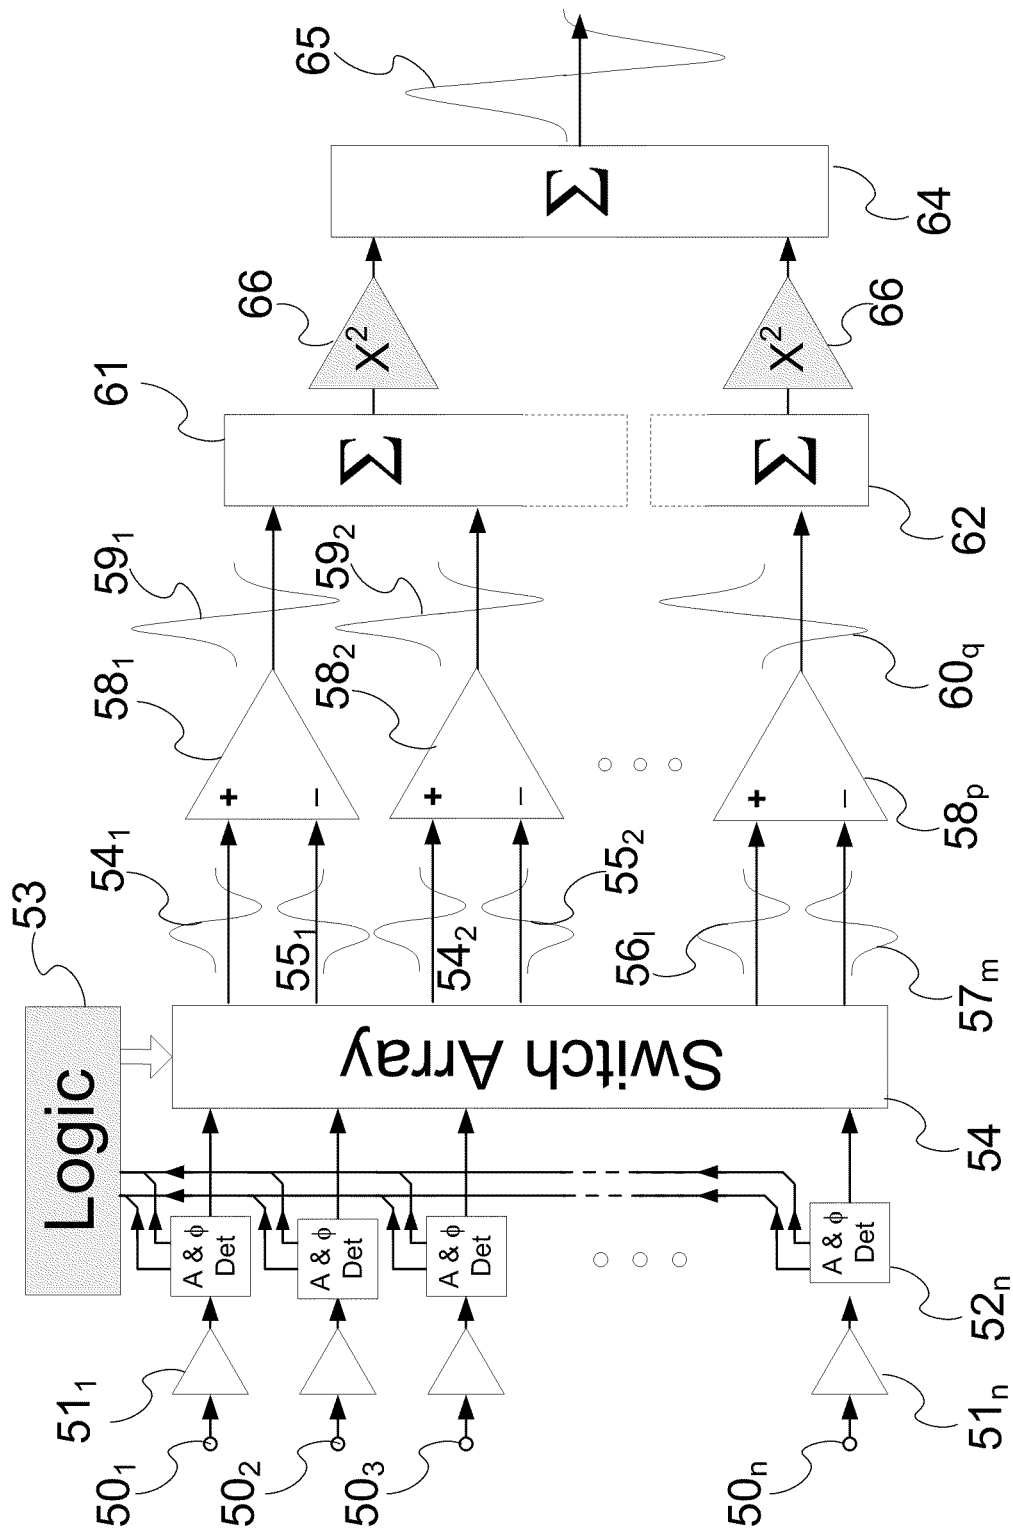 50₁
50₂
50₃
50ₙ
51₁
51ₙ
A & ϕ
Det
A & ϕ
Det
A & ϕ
Det
A & ϕ
Det
52ₙ
Logic
53
Switch Array
54
54₁
55₁
54₂
55₂
56ₗ
57ₘ
+
−
+
−
+
−
58₁
58₂
58ₚ
59₁
59₂
60q
61
Σ
Σ
62
66
X²
X²
66
Σ
64
65